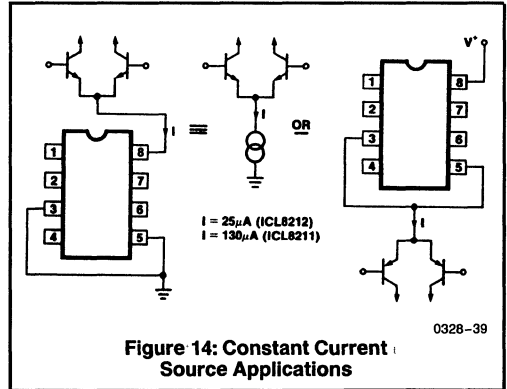 V+
I
I
OR
1 8
2 7
3 6
4 5
1 8
2 7
3 6
4 5
I = 25μA (ICL8212)
I = 130μA (ICL8211)
I
0328–39
Figure 14: Constant Current
Source Applications